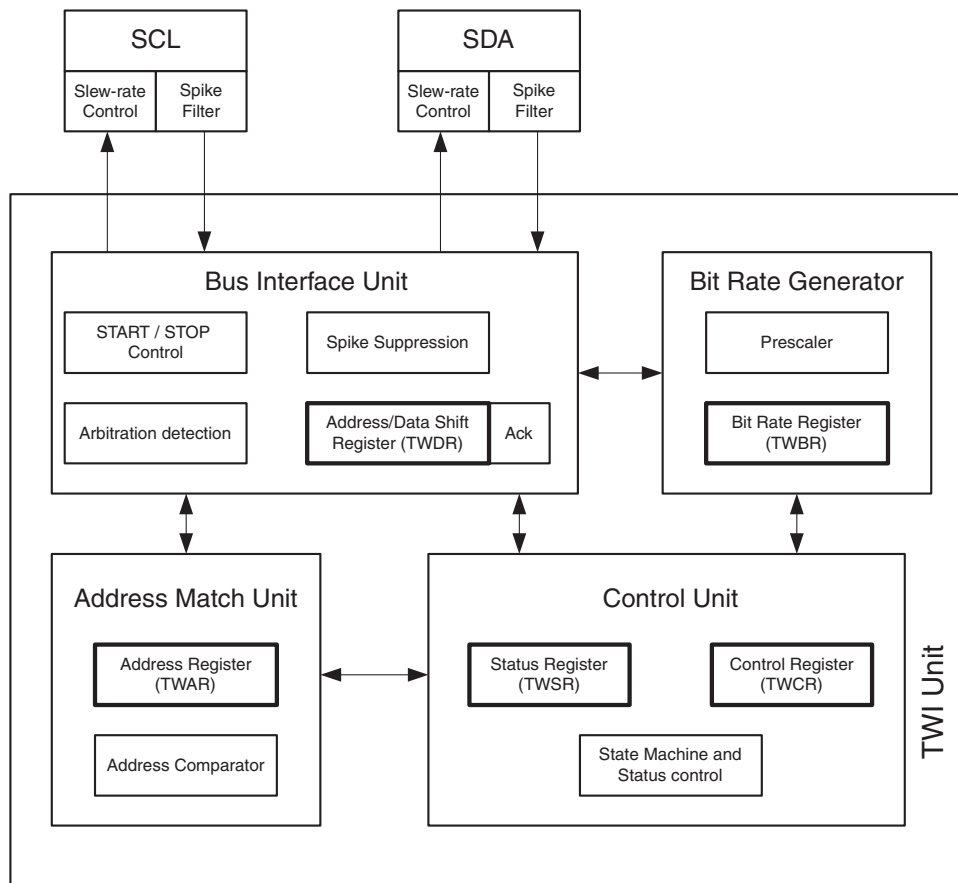 SCL
Slew-rate
Control
Spike
Filter
SDA
Slew-rate
Control
Spike
Filter
Bus Interface Unit
START / STOP
Control
Spike Suppression
Arbitration detection
Address/Data Shift
Register (TWDR)
Ack
Bit Rate Generator
Prescaler
Bit Rate Register
(TWBR)
Address Match Unit
Address Register
(TWAR)
Address Comparator
Control Unit
Status Register
(TWSR)
Control Register
(TWCR)
State Machine and
Status control
TWI Unit